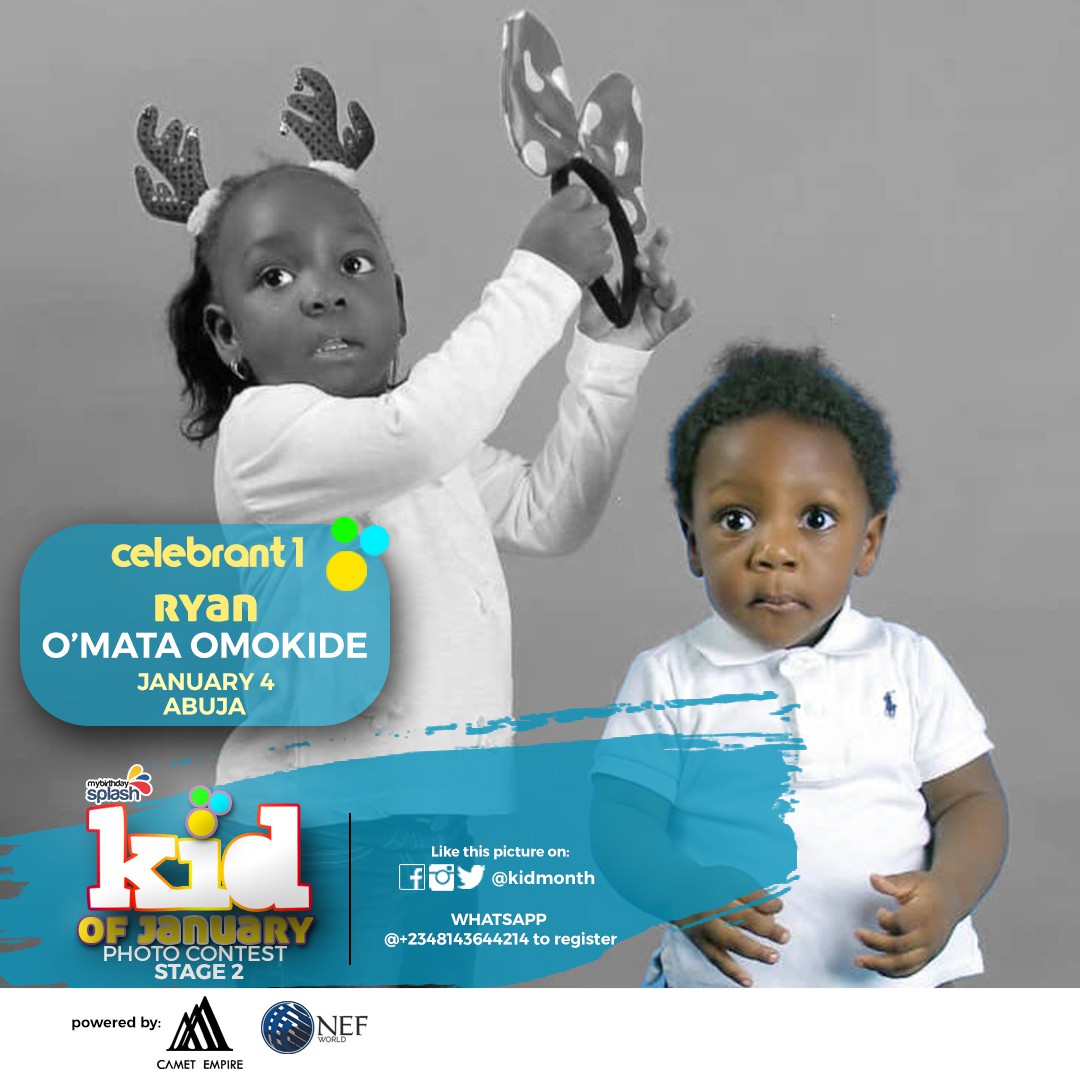 celebrant 1
RYan
O'MATA OMOKIDE
JANUARY 4
ABUJA
mybirthday
splash
kid
OF JANUARY
PHOTO CONTEST
STAGE 2
Like this picture on:
@kidmonth
WHATSAPP
@+2348143644214 to register
powered by:
CAMET EMPIRE
NEF
WORLD